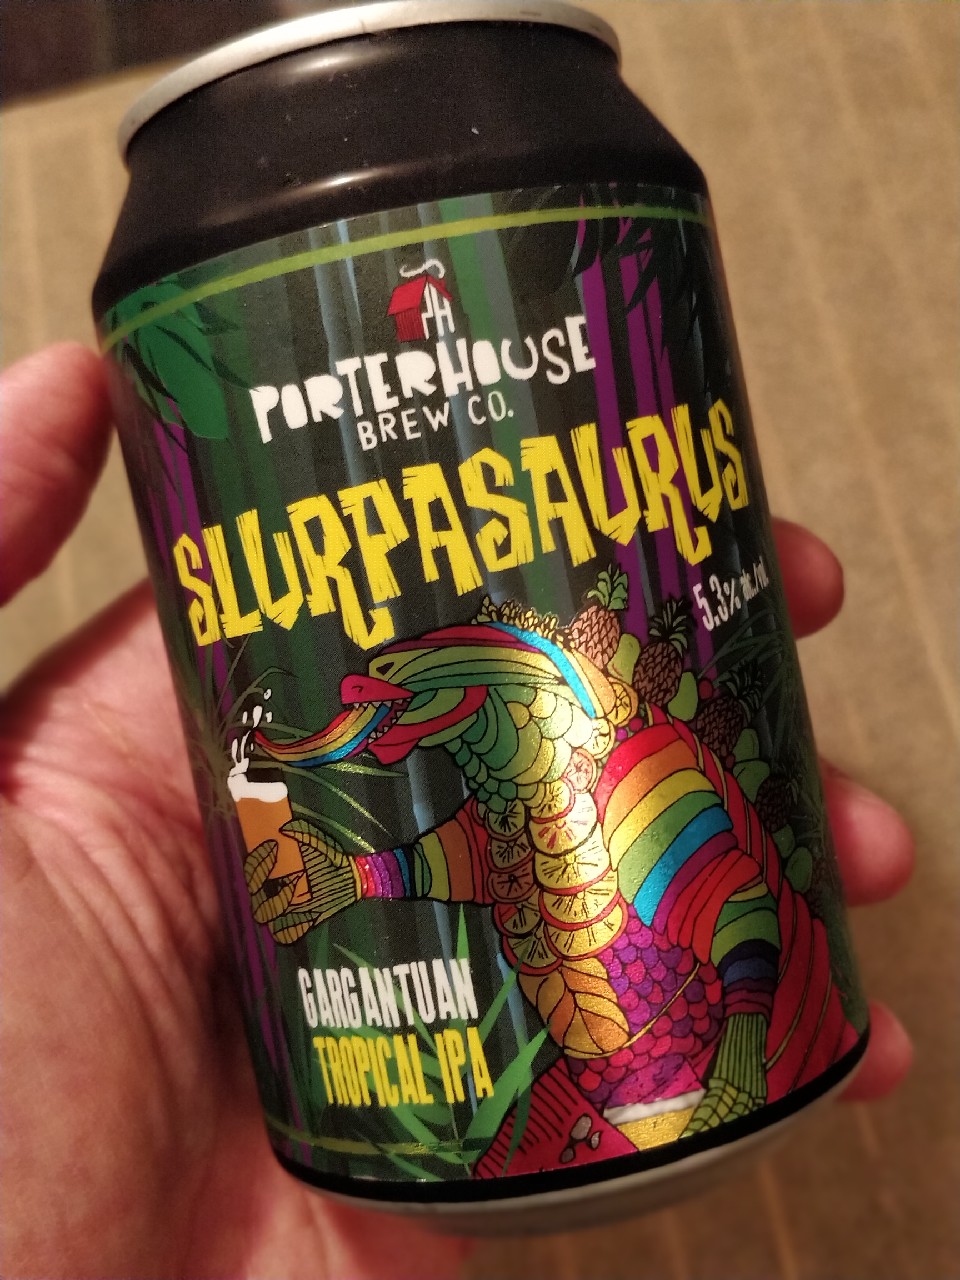 PH
PORTERHOUSE
BREW CO.
SLURPASAURUS
5.3% alc./vol
GARGANTUAN
TROPICAL IPA